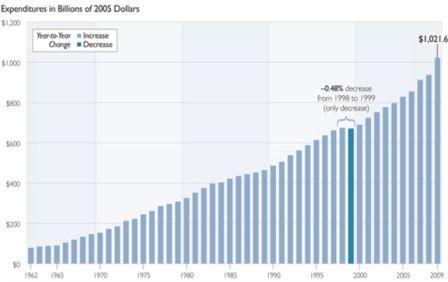 Expenditures in Billions of 2005 Dollars
$1,200
Year-to-Year Change
Increase
Decrease
$1,021.6
$1,000
–0.48% decrease
from 1998 to 1999
(only decrease)
$800
$600
$400
$200
$0
1962 1965 1970 1975 1980 1985 1990 1995 2000 2005 2009